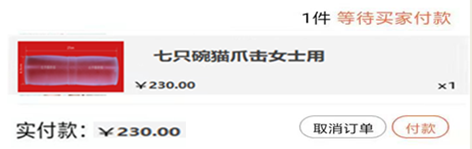 1件 等待买家付款
七只碗猫爪击女士用
￥230.00 x1
实付款：￥230.00 取消订单 付款